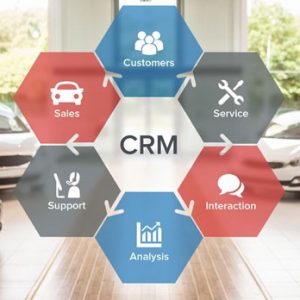 Customers
Sales
Service
CRM
Support
Interaction
Analysis